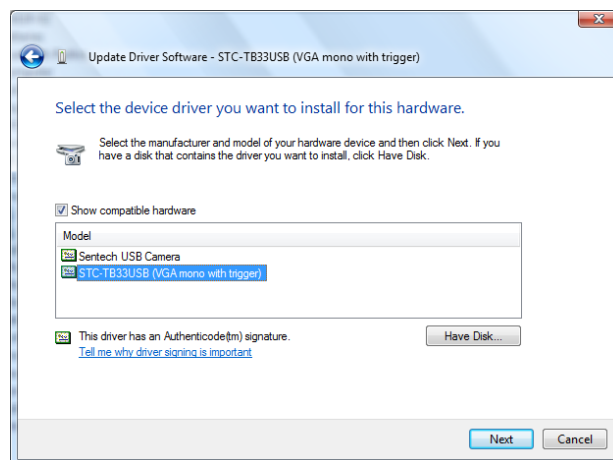 Update Driver Software - STC-TB33USB (VGA mono with trigger)
Select the device driver you want to install for this hardware.
Select the manufacturer and model of your hardware device and then click Next. If you
have a disk that contains the driver you want to install, click Have Disk.
Show compatible hardware
Model
Sentech USB Camera
STC-TB33USB (VGA mono with trigger)
This driver has an Authenticode(tm) signature.
Have Disk...
Tell me why driver signing is important
Next
Cancel